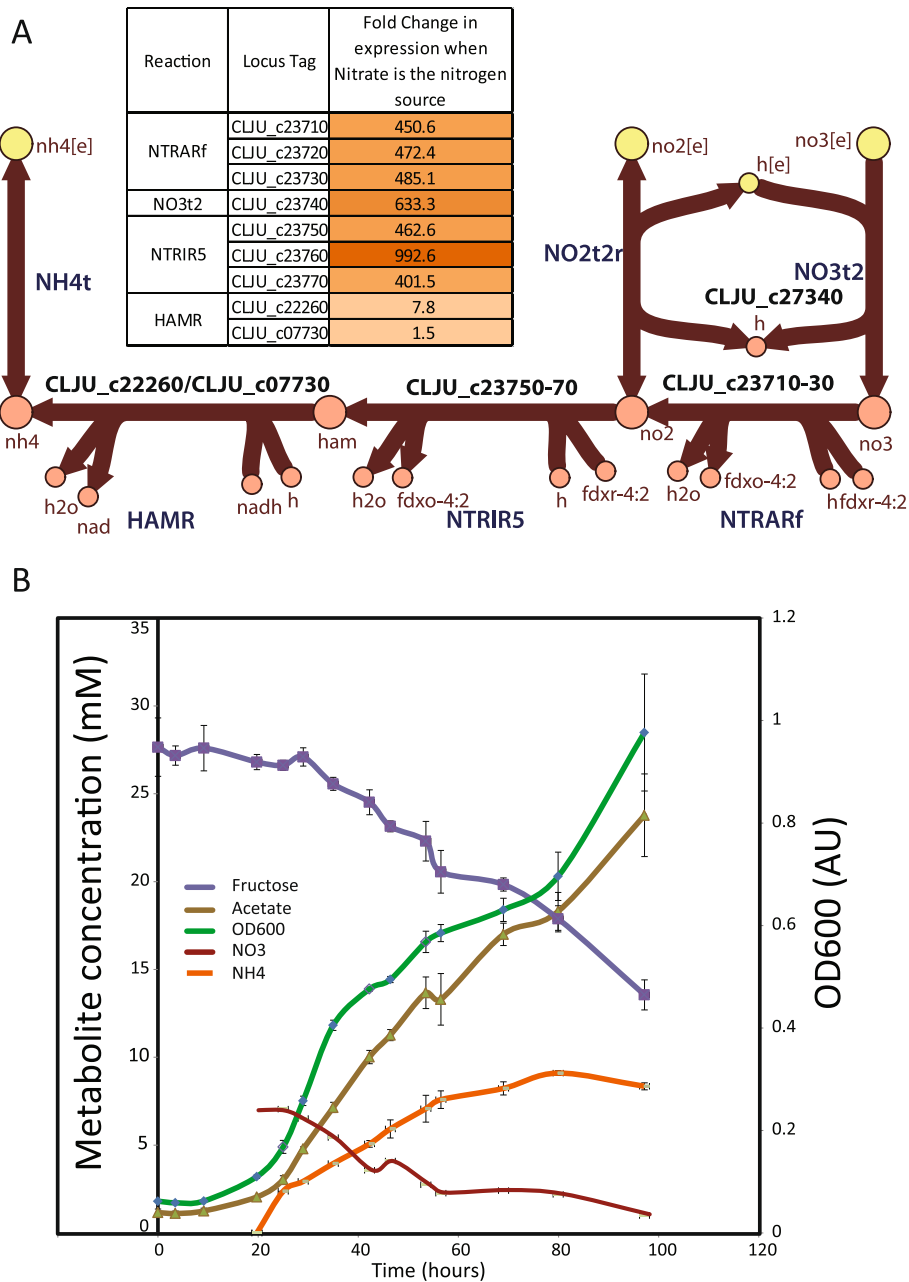 A
Reaction Locus Tag Fold Change in
expression when
Nitrate is the nitrogen
source
NTRARf CLJU_c23710 450.6
CLJU_c23720 472.4
CLJU_c23730 485.1
NO3t2 CLJU_c23740 633.3
NTRIR5 CLJU_c23750 462.6
CLJU_c23760 992.6
CLJU_c23770 401.5
HAMR CLJU_c22260 7.8
CLJU_c07730 1.5
nh4[e]
no2[e]
h[e]
no3[e]
NH4t
NO2t2r
NO3t2
CLJU_c27340
h
CLJU_c22260/CLJU_c07730
CLJU_c23750-70
CLJU_c23710-30
nh4
ham
no2
no3
h2o
nad
nadh
h
h2o
fdxo-4:2
h
fdxr-4:2
h2o
fdxo-4:2
h
fdxr-4:2
HAMR
NTRIR5
NTRARf
B
Metabolite concentration (mM)
35
30
25
20
15
10
5
0
Fructose
Acetate
OD600
NO3
NH4
1.2
1
0.8
0.6
0.4
0.2
0
OD600 (AU)
0 20 40 60 80 100 120
Time (hours)